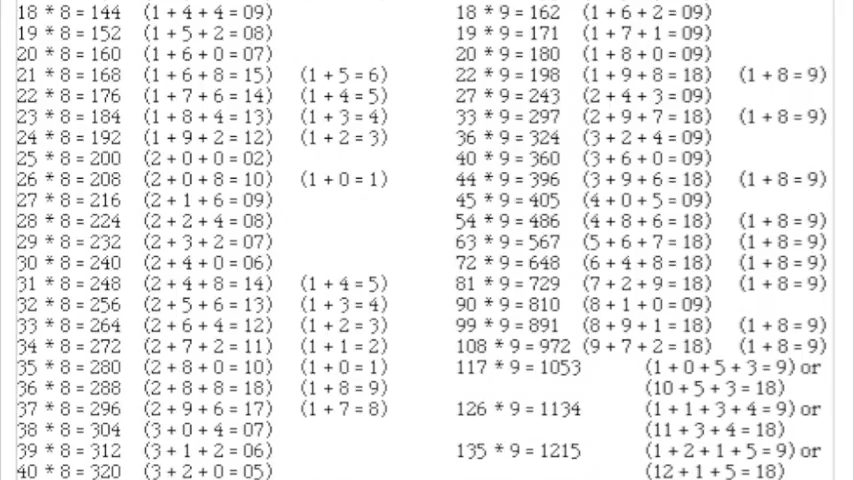 18 * 8 = 144 (1 + 4 + 4 = 09)
19 * 8 = 152 (1 + 5 + 2 = 08)
20 * 8 = 160 (1 + 6 + 0 = 07)
21 * 8 = 168 (1 + 6 + 8 = 15) (1 + 5 = 6)
22 * 8 = 176 (1 + 7 + 6 = 14) (1 + 4 = 5)
23 * 8 = 184 (1 + 8 + 4 = 13) (1 + 3 = 4)
24 * 8 = 192 (1 + 9 + 2 = 12) (1 + 2 = 3)
25 * 8 = 200 (2 + 0 + 0 = 02)
26 * 8 = 208 (2 + 0 + 8 = 10) (1 + 0 = 1)
27 * 8 = 216 (2 + 1 + 6 = 09)
28 * 8 = 224 (2 + 2 + 4 = 08)
29 * 8 = 232 (2 + 3 + 2 = 07)
30 * 8 = 240 (2 + 4 + 0 = 06)
31 * 8 = 248 (2 + 4 + 8 = 14) (1 + 4 = 5)
32 * 8 = 256 (2 + 5 + 6 = 13) (1 + 3 = 4)
33 * 8 = 264 (2 + 6 + 4 = 12) (1 + 2 = 3)
34 * 8 = 272 (2 + 7 + 2 = 11) (1 + 1 = 2)
35 * 8 = 280 (2 + 8 + 0 = 10) (1 + 0 = 1)
36 * 8 = 288 (2 + 8 + 8 = 18) (1 + 8 = 9)
37 * 8 = 296 (2 + 9 + 6 = 17) (1 + 7 = 8)
38 * 8 = 304 (3 + 0 + 4 = 07)
39 * 8 = 312 (3 + 1 + 2 = 06)
40 * 8 = 320 (3 + 2 + 0 = 05)
18 * 9 = 162 (1 + 6 + 2 = 09)
19 * 9 = 171 (1 + 7 + 1 = 09)
20 * 9 = 180 (1 + 8 + 0 = 09)
22 * 9 = 198 (1 + 9 + 8 = 18) (1 + 8 = 9)
27 * 9 = 243 (2 + 4 + 3 = 09)
33 * 9 = 297 (2 + 9 + 7 = 18) (1 + 8 = 9)
36 * 9 = 324 (3 + 2 + 4 = 09)
40 * 9 = 360 (3 + 6 + 0 = 09)
44 * 9 = 396 (3 + 9 + 6 = 18) (1 + 8 = 9)
45 * 9 = 405 (4 + 0 + 5 = 09)
54 * 9 = 486 (4 + 8 + 6 = 18) (1 + 8 = 9)
63 * 9 = 567 (5 + 6 + 7 = 18) (1 + 8 = 9)
72 * 9 = 648 (6 + 4 + 8 = 18) (1 + 8 = 9)
81 * 9 = 729 (7 + 2 + 9 = 18) (1 + 8 = 9)
90 * 9 = 810 (8 + 1 + 0 = 09)
99 * 9 = 891 (8 + 9 + 1 = 18) (1 + 8 = 9)
108 * 9 = 972 (9 + 7 + 2 = 18) (1 + 8 = 9)
117 * 9 = 1053 (1 + 0 + 5 + 3 = 9) or
(10 + 5 + 3 = 18)
126 * 9 = 1134 (1 + 1 + 3 + 4 = 9) or
(11 + 3 + 4 = 18)
135 * 9 = 1215 (1 + 2 + 1 + 5 = 9) or
(12 + 1 + 5 = 18)